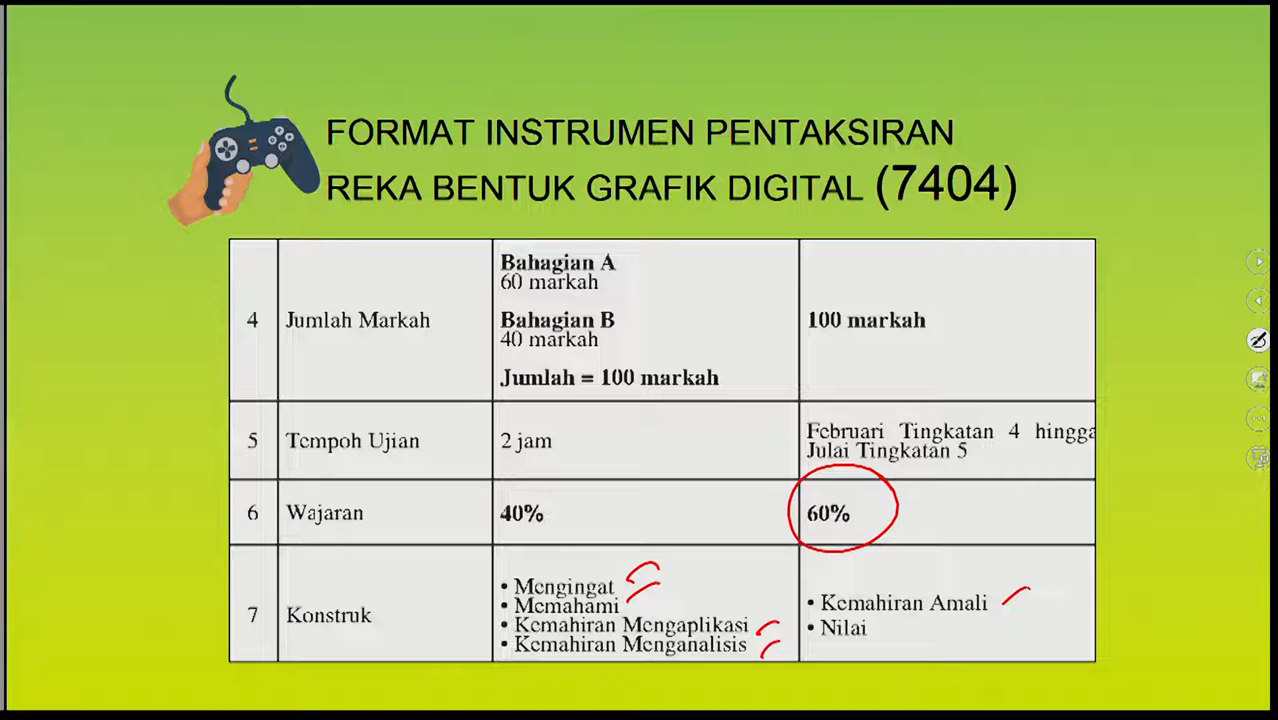 FORMAT INSTRUMEN PENTAKSIRAN
REKA BENTUK GRAFIK DIGITAL (7404)
4
Jumlah Markah
Bahagian A
60 markah
Bahagian B
40 markah
Jumlah = 100 markah
100 markah
5
Tempoh Ujian
2 jam
Februari Tingkatan 4 hingga
Julai Tingkatan 5
6
Wajaran
40%
60%
7
Konstruk
• Mengingat
• Memahami
• Kemahiran Mengaplikasi
• Kemahiran Menganalisis
• Kemahiran Amali
• Nilai